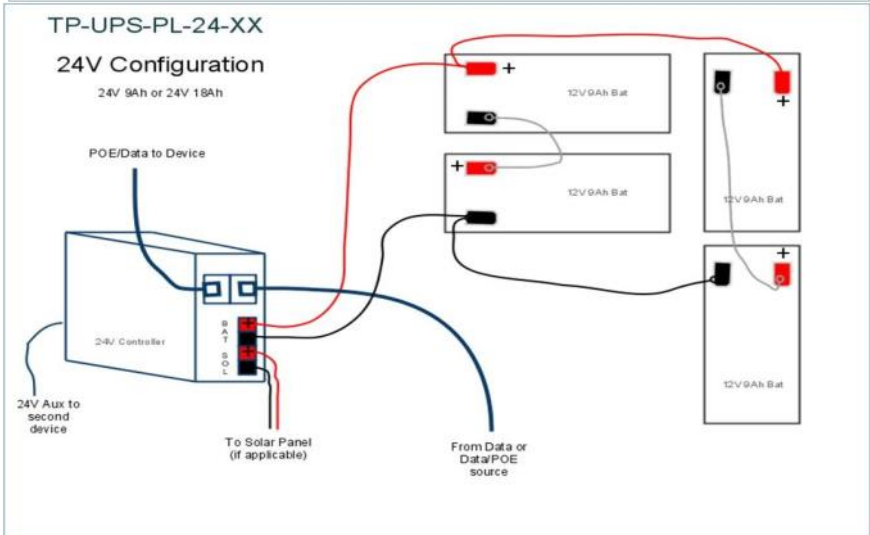 TP-UPS-PL-24-XX
24V Configuration
24V 9Ah or 24V 18Ah
POE/Data to Device
+
12V 9Ah Bat
+
12V 9Ah Bat
+
12V 9Ah Bat
+
12V 9Ah Bat
24V Controller
BAT
+
SOL
+
24V Aux to
second
device
To Solar Panel
(if applicable)
From Data or
Data/POE
source